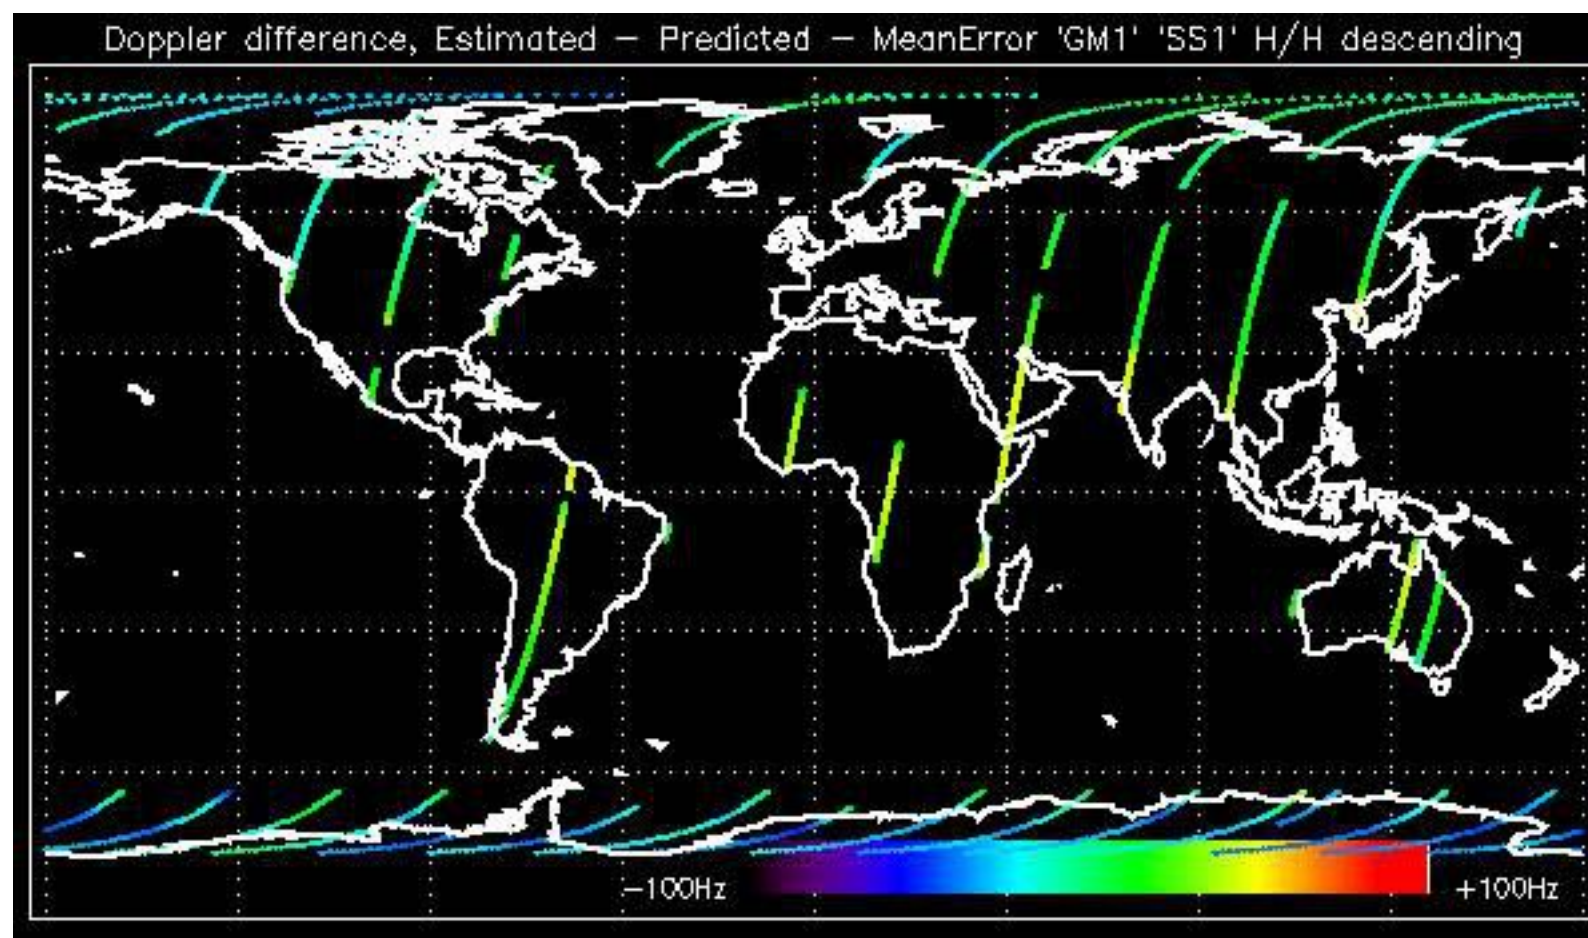 Doppler difference, Estimated − Predicted − MeanError 'GM1' 'SS1' H/H descending
−100Hz
+100Hz